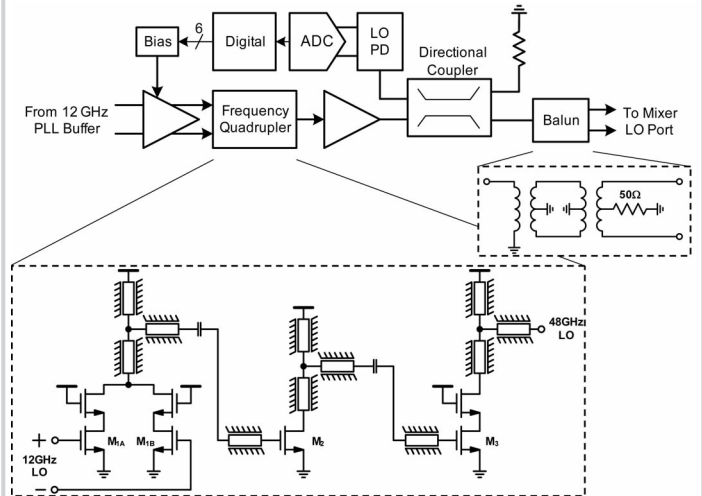 6
Bias
Digital
ADC
LO
PD
Directional
Coupler
From 12 GHz
PLL Buffer
Frequency
Quadrupler
Balun
To Mixer
LO Port
50Ω
48GHz
LO
+
M1A
M1B
12GHz
LO
−
M2
M3